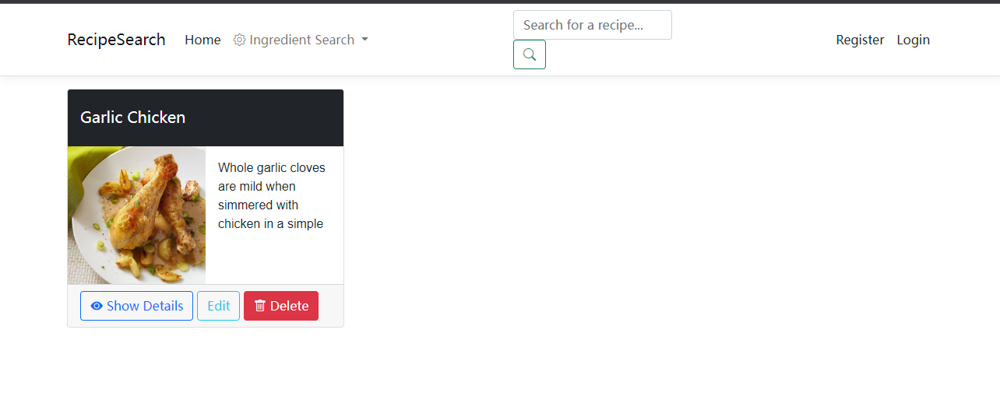 RecipeSearch Home Ingredient Search Search for a recipe... Register Login
Garlic Chicken
Whole garlic cloves
are mild when
simmered with
chicken in a simple
Show Details Edit Delete